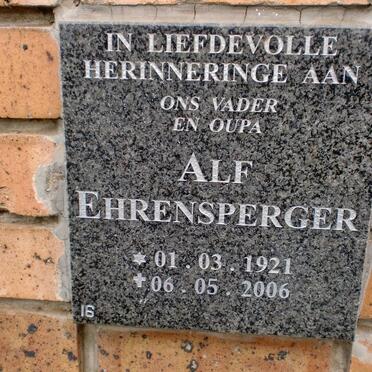 IN LIEFDEVOLLE
HERINNERINGE AAN
ONS VADER
EN OUPA
ALF
EHRENSPERGER
✡ 01 . 03 . 1921
✝ 06 . 05 . 2006
16